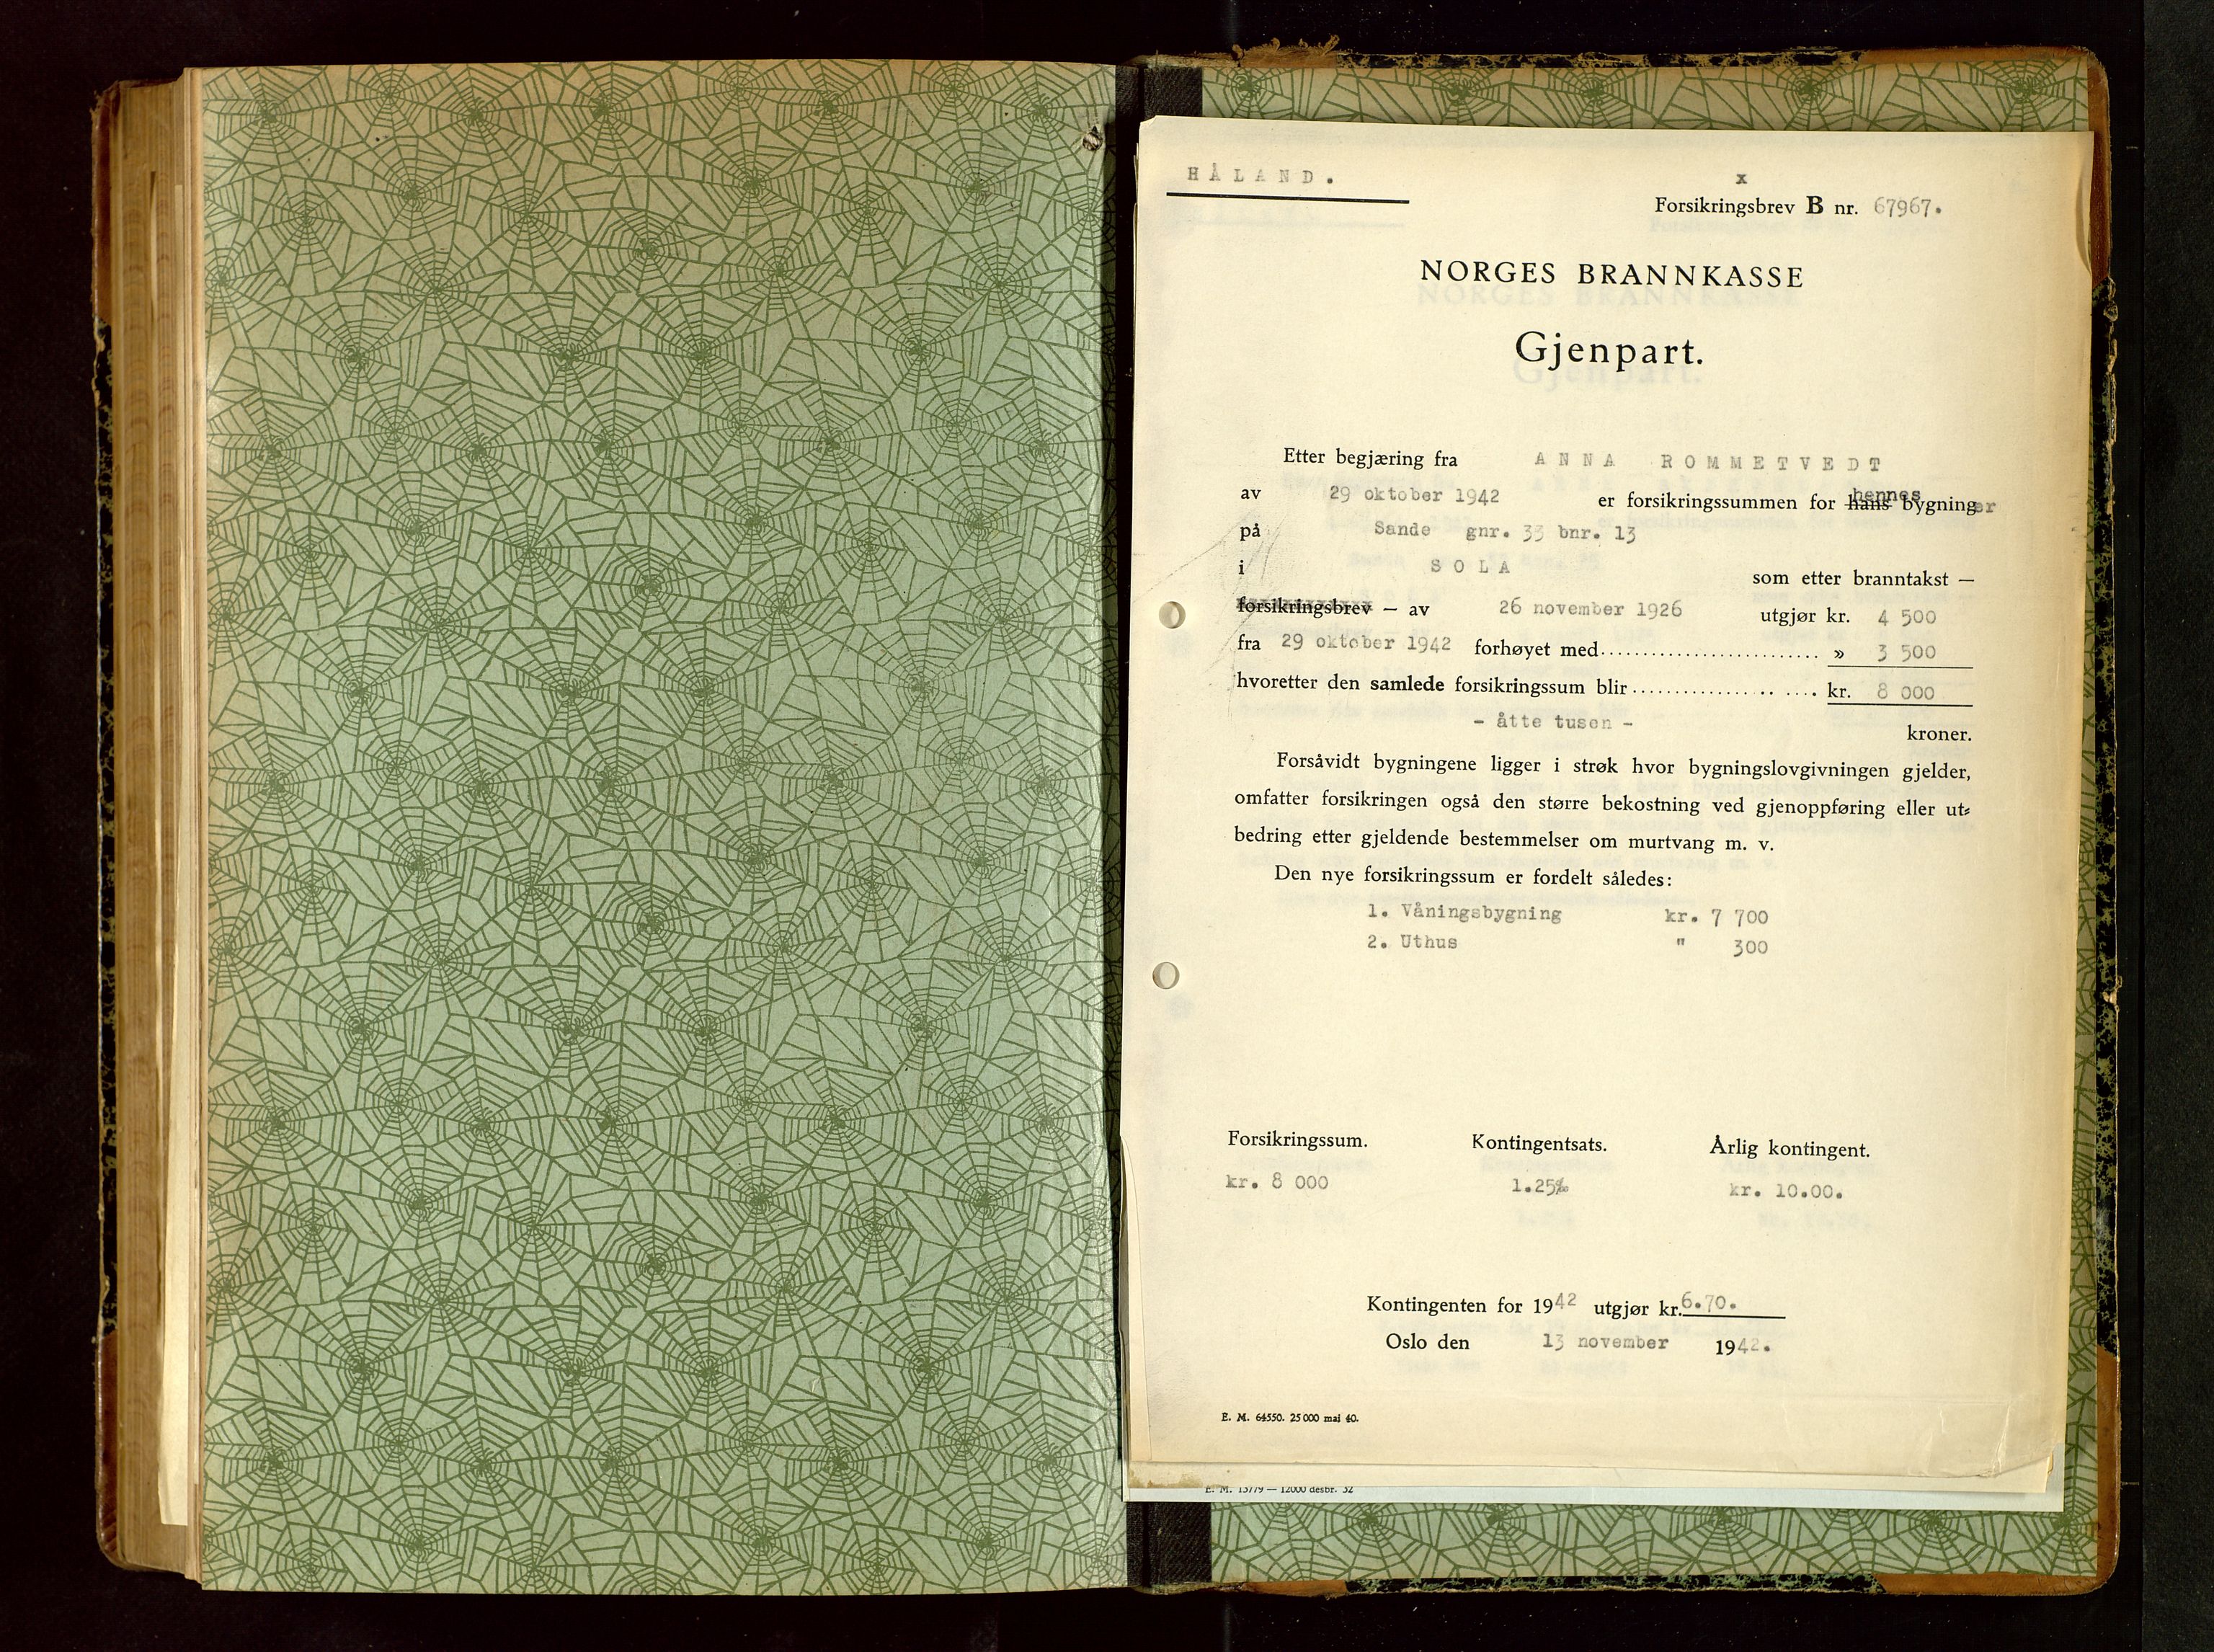 HÅLAND.
x
Forsikringsbrev B nr. 67967.
NORGES BRANNKASSE
Gjenpart.
Etter begjæring fra ANNA ROMMETVEDT
av 29 oktober 1942 er forsikringssummen for hans hennes bygninger
på Sande gnr. 33 bnr. 13
i SOLA som etter branntakst —
forsikringsbrev — av 26 november 1926 utgjør kr. 4 500
fra 29 oktober 1942 forhøyet med........................ » 3 500
hvoretter den samlede forsikringssum blir .................... kr. 8 000
- åtte tusen -
kroner.
Forsåvidt bygningene ligger i strøk hvor bygningslovgivningen gjelder,
omfatter forsikringen også den større bekostning ved gjenoppføring eller ut-
bedring etter gjeldende bestemmelser om murtvang m. v.
Den nye forsikringssum er fordelt således:
1. Våningsbygning kr. 7 700
2. Uthus " 300
Forsikringssum. Kontingentsats. Årlig kontingent.
kr. 8 000 1.25‰ kr. 10.00.
Kontingenten for 1942 utgjør kr. 6.70.
Oslo den 13 november 1942.
E. M. 64550. 25 000 mai 40.
E. M. 13779 — 12000 desbr. 32